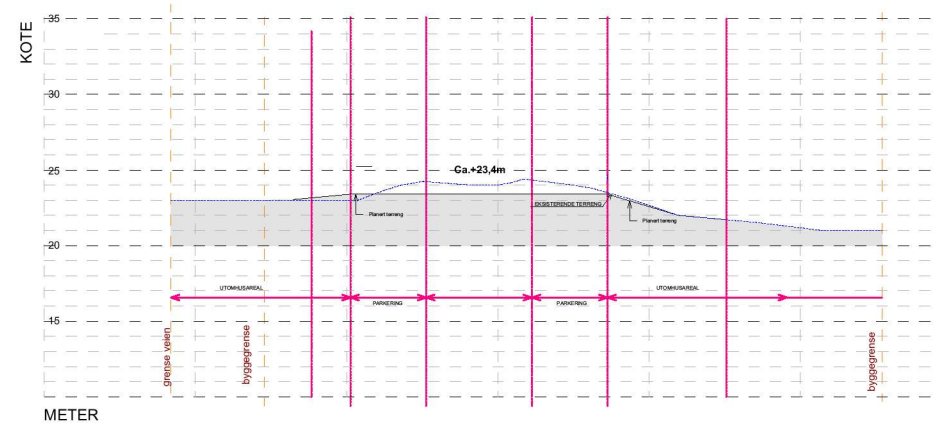 KOTE
35
30
25
Ca.+23,4m
Planert terreng
EKSISTERENDE TERRENG
Planert terreng
20
UTOMHUSAREAL
PARKERING
PARKERING
UTOMHUSAREAL
15
grense veien
byggegrense
byggegrense
METER